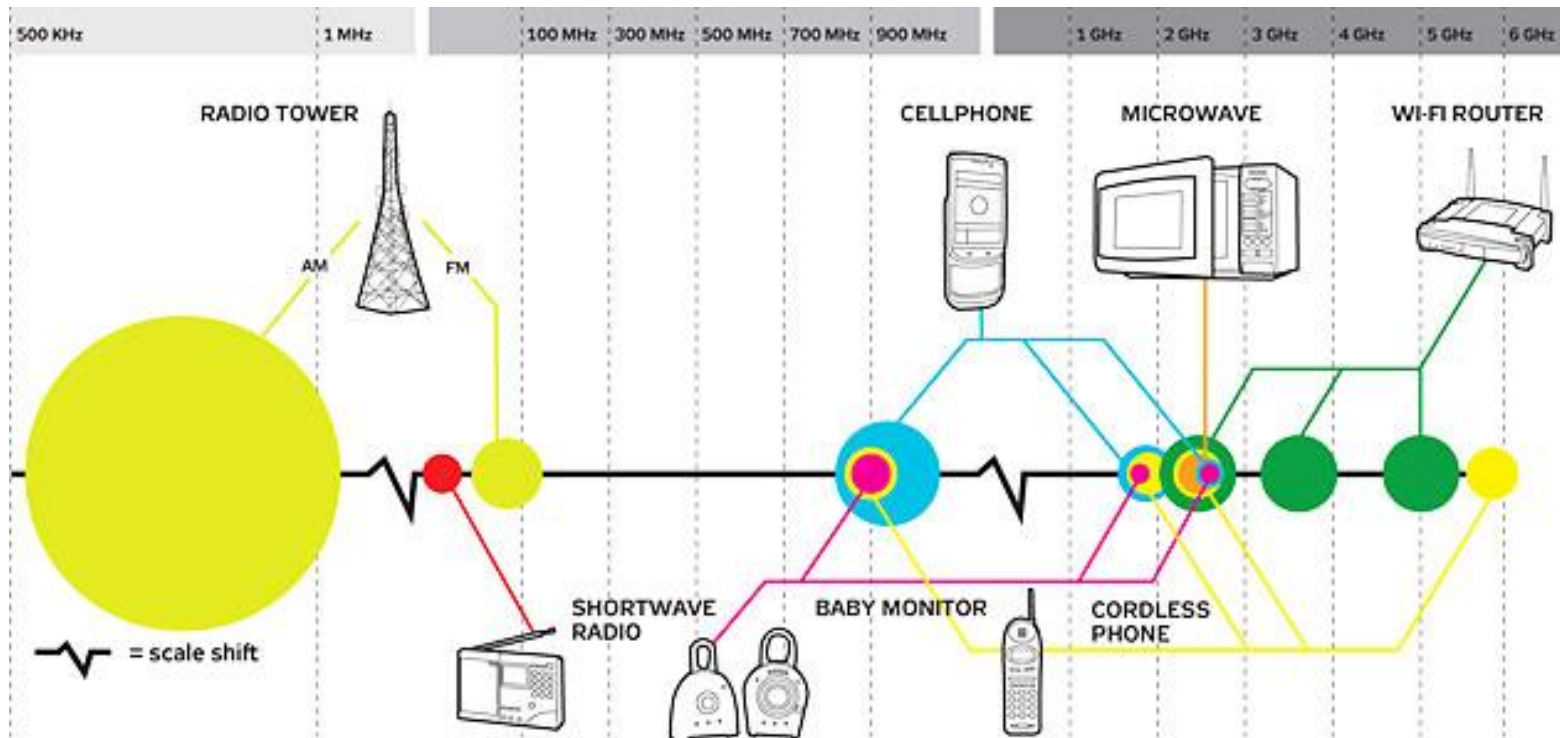 500 KHz
1 MHz
100 MHz
300 MHz
500 MHz
700 MHz
900 MHz
1 GHz
2 GHz
3 GHz
4 GHz
5 GHz
6 GHz
RADIO TOWER
CELLPHONE
MICROWAVE
WI-FI ROUTER
AM
FM
SHORTWAVE
RADIO
BABY MONITOR
CORDLESS
PHONE
= scale shift